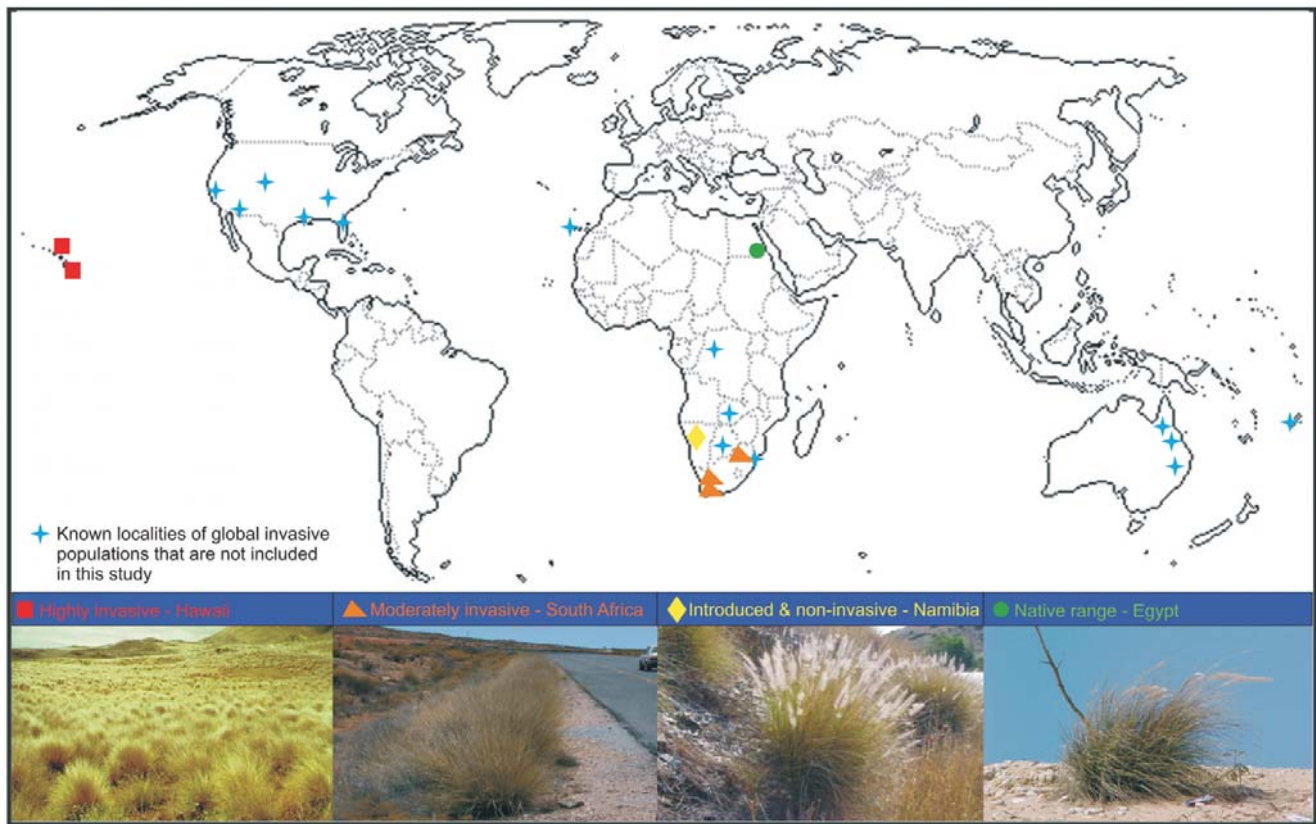 Known localities of global invasive
populations that are not included
in this study
Highly invasive - Hawaii
Moderately invasive - South Africa
Introduced & non-invasive - Namibia
Native range - Egypt